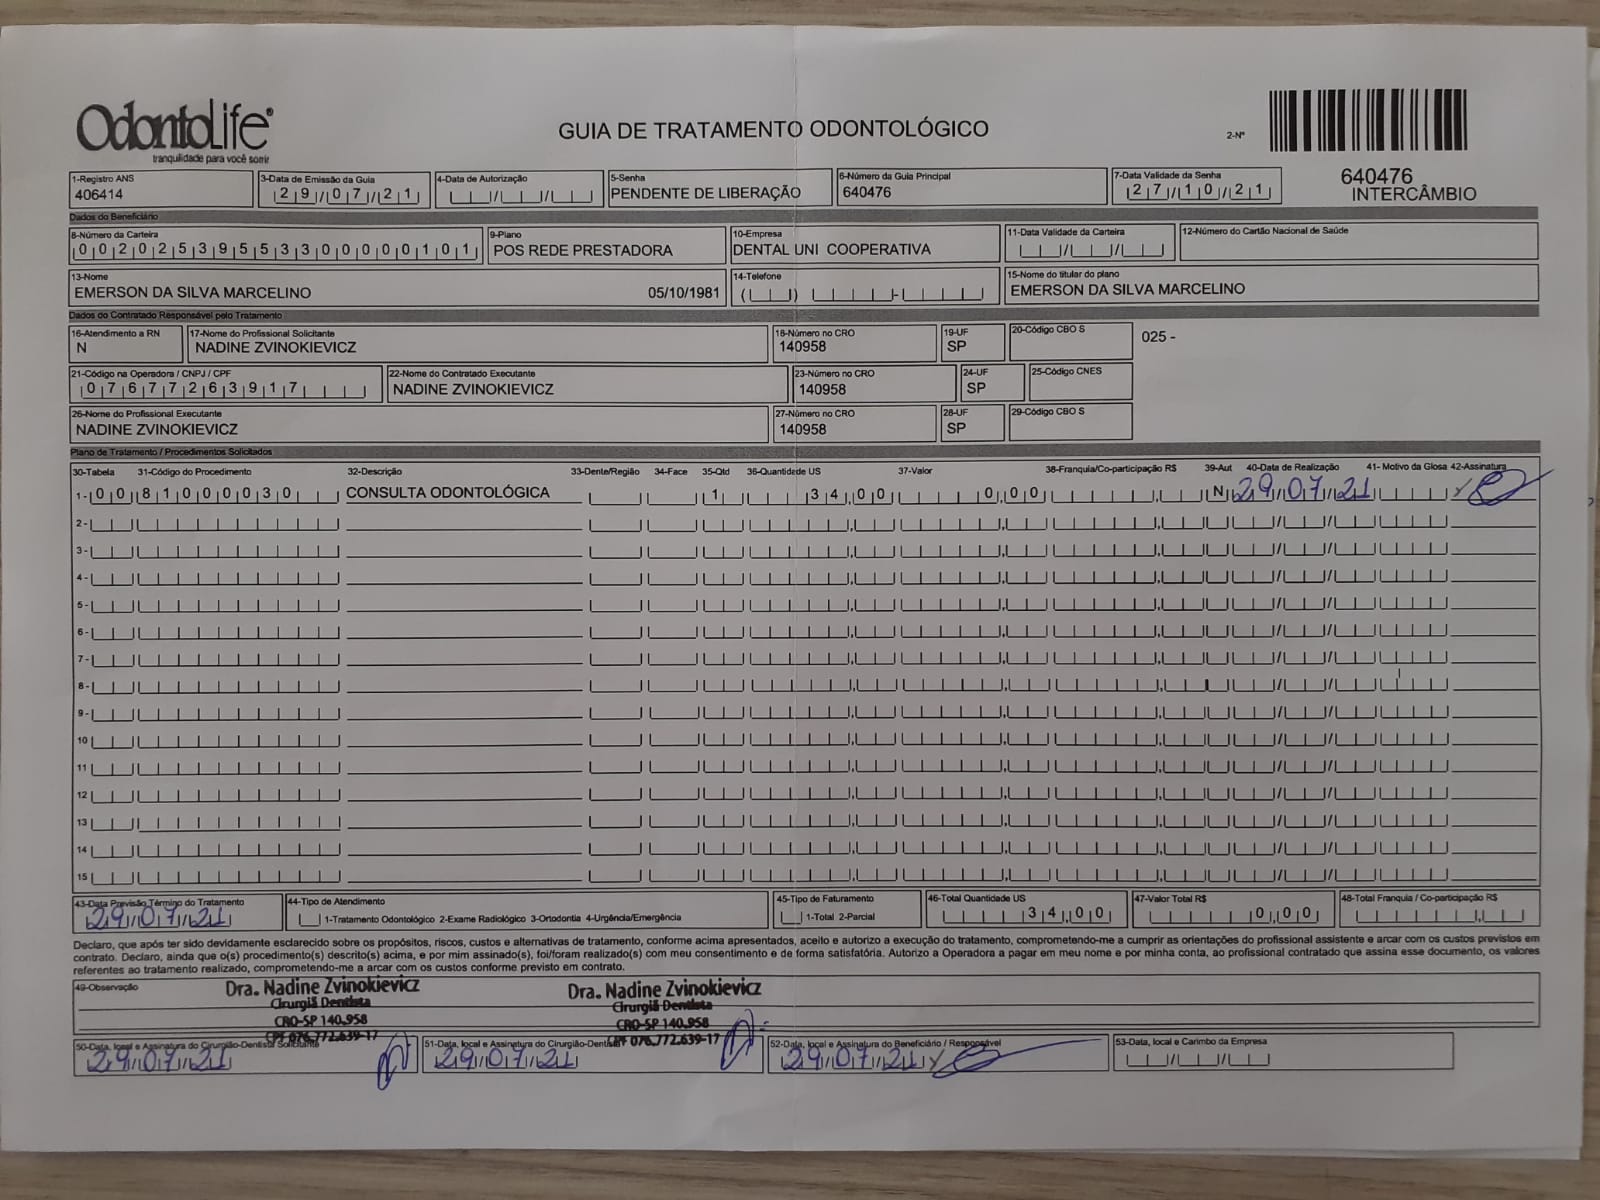 OdontoLife®
tranquilidade para você sorrir
GUIA DE TRATAMENTO ODONTOLÓGICO
2-Nº
640476
INTERCÂMBIO
1-Registro ANS
406414
3-Data de Emissão da Guia
29/07/21
4-Data de Autorização
5-Senha
PENDENTE DE LIBERAÇÃO
6-Número da Guia Principal
640476
7-Data Validade da Senha
27/10/21
Dados do Beneficiário
8-Número da Carteira
00202539553300000101
9-Plano
POS REDE PRESTADORA
10-Empresa
DENTAL UNI COOPERATIVA
11-Data Validade da Carteira
12-Número do Cartão Nacional de Saúde
13-Nome
EMERSON DA SILVA MARCELINO 05/10/1981
14-Telefone
15-Nome do titular do plano
EMERSON DA SILVA MARCELINO
Dados do Contratado Responsável pelo Tratamento
16-Atendimento a RN
N
17-Nome do Profissional Solicitante
NADINE ZVINOKIEVICZ
18-Número no CRO
140958
19-UF
SP
20-Código CBO S
025 -
21-Código na Operadora / CNPJ / CPF
07677263917
22-Nome do Contratado Executante
NADINE ZVINOKIEVICZ
23-Número no CRO
140958
24-UF
SP
25-Código CNES
26-Nome do Profissional Executante
NADINE ZVINOKIEVICZ
27-Número no CRO
140958
28-UF
SP
29-Código CBO S
Plano de Tratamento / Procedimentos Solicitados
30-Tabela 31-Código do Procedimento 32-Descrição 33-Dente/Região 34-Face 35-Qtd 36-Quantidade US 37-Valor 38-Franquia/Co-participação R$ 39-Aut 40-Data de Realização 41- Motivo da Glosa 42-Assinatura
1- 00 81000030 CONSULTA ODONTOLÓGICA 1 34,00 0,00 N 29/07/21
2-
3-
4-
5-
6-
7-
8-
9-
10
11
12
13
14
15
43-Data Previsão Término do Tratamento
29/07/21
44-Tipo de Atendimento
1-Tratamento Odontológico 2-Exame Radiológico 3-Ortodontia 4-Urgência/Emergência
45-Tipo de Faturamento
1-Total 2-Parcial
46-Total Quantidade US
34,00
47-Valor Total R$
0,00
48-Total Franquia / Co-participação R$
Declaro, que após ter sido devidamente esclarecido sobre os propósitos, riscos, custos e alternativas de tratamento, conforme acima apresentados, aceito e autorizo a execução do tratamento, comprometendo-me a cumprir as orientações do profissional assistente e arcar com os custos previstos em
contrato. Declaro, ainda que o(s) procedimento(s) descrito(s) acima, e por mim assinado(s), foi/foram realizado(s) com meu consentimento e de forma satisfatória. Autorizo a Operadora a pagar em meu nome e por minha conta, ao profissional contratado que assina esse documento, os valores
referentes ao tratamento realizado, comprometendo-me a arcar com os custos conforme previsto em contrato.
49-Observação
Dra. Nadine Zvinokievicz
Cirurgiã Dentista
CRO-SP 140.958
CPF 076.772.639-17
Dra. Nadine Zvinokievicz
Cirurgiã Dentista
CRO-SP 140.958
CPF 076.772.639-17
50-Data, local e Assinatura do Cirurgião-Dentista Solicitante
29/07/21
51-Data, local e Assinatura do Cirurgião-Dentista
29/07/21
52-Data, local e Assinatura do Beneficiário / Responsável
29/07/21
53-Data, local e Carimbo da Empresa